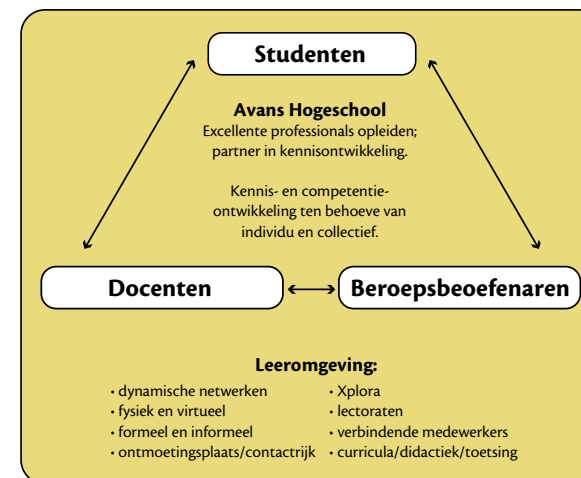 Studenten
Avans Hogeschool
Excellente professionals opleiden;
partner in kennisontwikkeling.
Kennis- en competentie-
ontwikkeling ten behoeve van
individu en collectief.
Docenten
Beroepsbeoefenaren
Leeromgeving:
• dynamische netwerken
• fysiek en virtueel
• formeel en informeel
• ontmoetingsplaats/contactrijk
• Xplora
• lectoraten
• verbindende medewerkers
• curricula/didactiek/toetsing